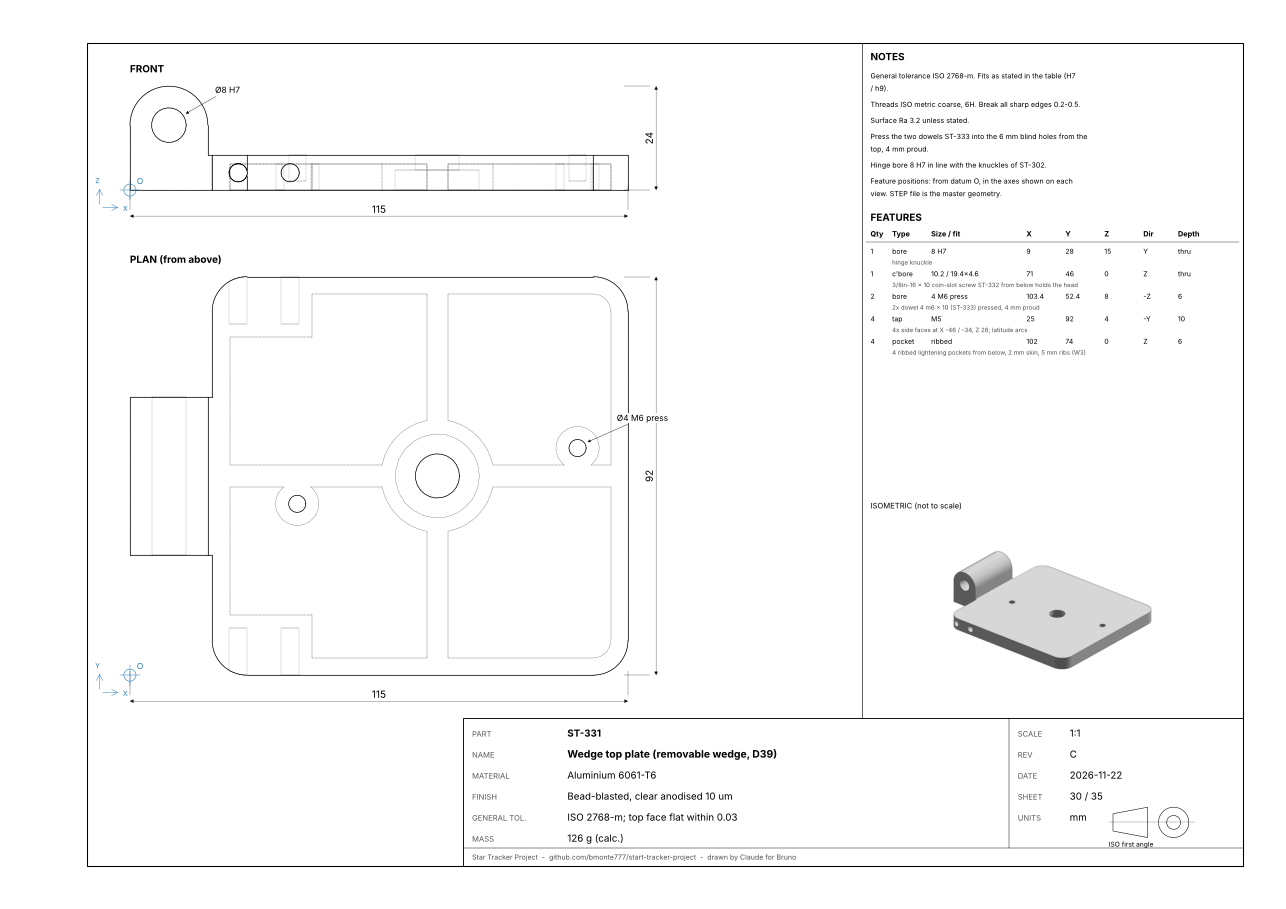 FRONT
Ø8 H7
24
Z
O
X
115
PLAN (from above)
Ø4 M6 press
92
Y
O
X
115
NOTES
General tolerance ISO 2768-m. Fits as stated in the table (H7
/ h9).
Threads ISO metric coarse, 6H. Break all sharp edges 0.2-0.5.
Surface Ra 3.2 unless stated.
Press the two dowels ST-333 into the 6 mm blind holes from the
top, 4 mm proud.
Hinge bore 8 H7 in line with the knuckles of ST-302.
Feature positions: from datum O, in the axes shown on each
view. STEP file is the master geometry.
FEATURES
Qty Type Size / fit X Y Z Dir Depth
1 bore 8 H7 9 28 15 Y thru
hinge knuckle
1 c'bore 10.2 / 19.4×4.6 71 46 0 Z thru
3/8in-16 × 10 coin-slot screw ST-332 from below holds the head
2 bore 4 M6 press 103.4 52.4 8 -Z 6
2x dowel 4 m6 × 10 (ST-333) pressed, 4 mm proud
4 tap M5 25 92 4 -Y 10
4x side faces at X -46 / -34, Z 26; latitude arcs
4 pocket ribbed 102 74 0 Z 6
4 ribbed lightening pockets from below, 2 mm skin, 5 mm ribs (W3)
ISOMETRIC (not to scale)
PART ST-331
NAME Wedge top plate (removable wedge, D39)
MATERIAL Aluminium 6061-T6
FINISH Bead-blasted, clear anodised 10 um
GENERAL TOL. ISO 2768-m; top face flat within 0.03
MASS 126 g (calc.)
SCALE 1:1
REV C
DATE 2026-11-22
SHEET 30 / 35
UNITS mm
ISO first angle
Star Tracker Project - github.com/bmonte777/start-tracker-project - drawn by Claude for Bruno